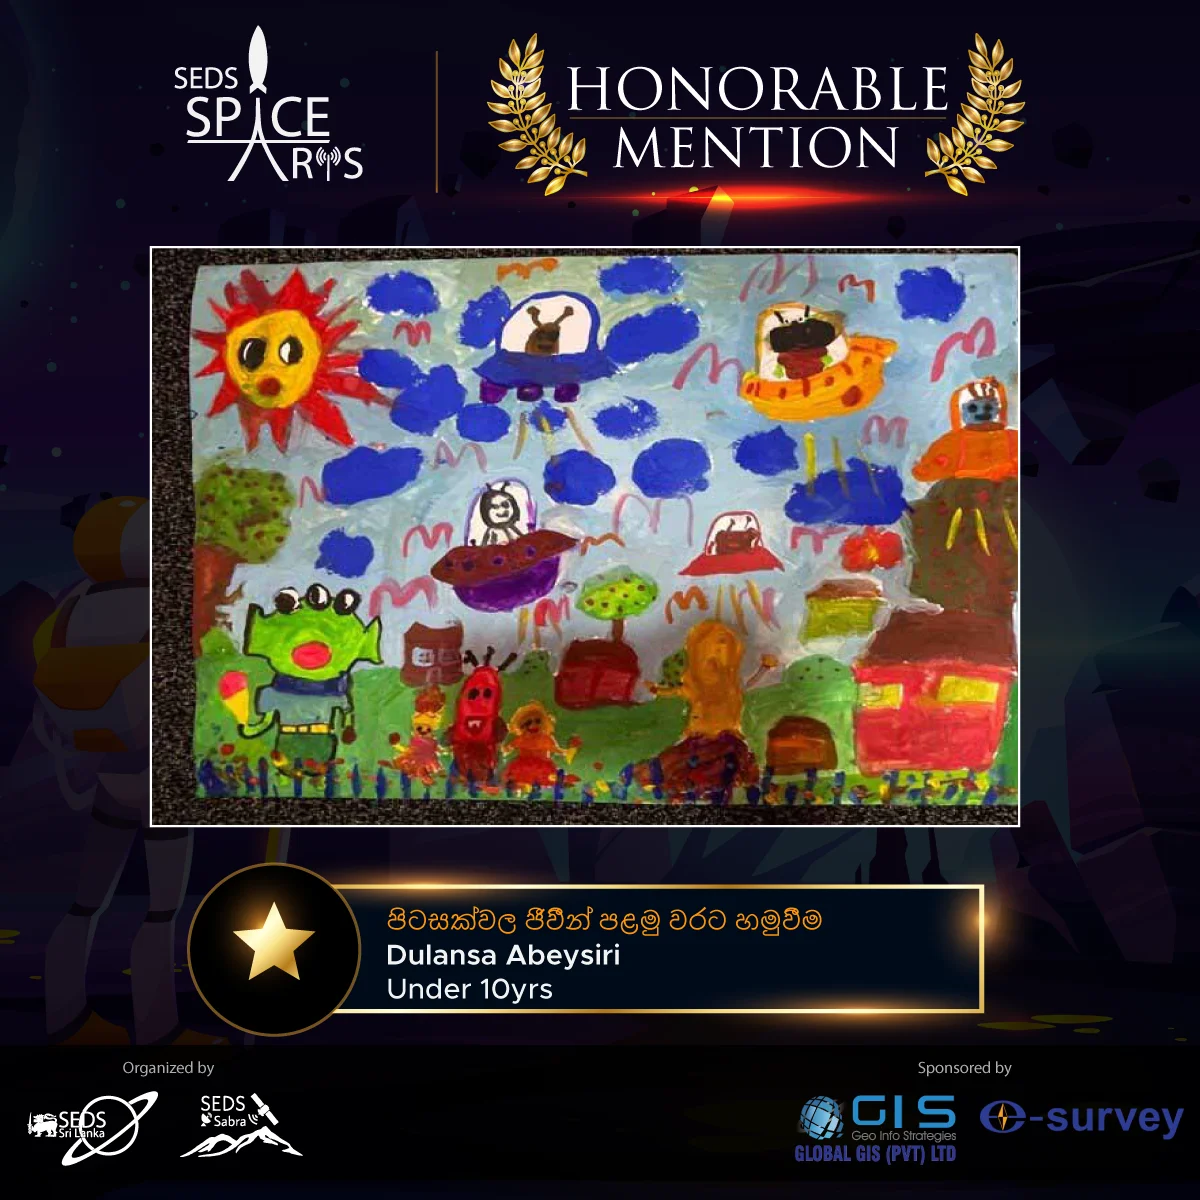 SEDS
SPACE
ARTS
HONORABLE
MENTION
පිටසක්වල ජීවීන් පළමු වරට හමුවීම
Dulansa Abeysiri
Under 10yrs
Organized by
Sponsored by
SEDS
Sri Lanka
SEDS
Sabra
GIS
Geo Info Strategies
GLOBAL GIS (PVT) LTD
e-survey